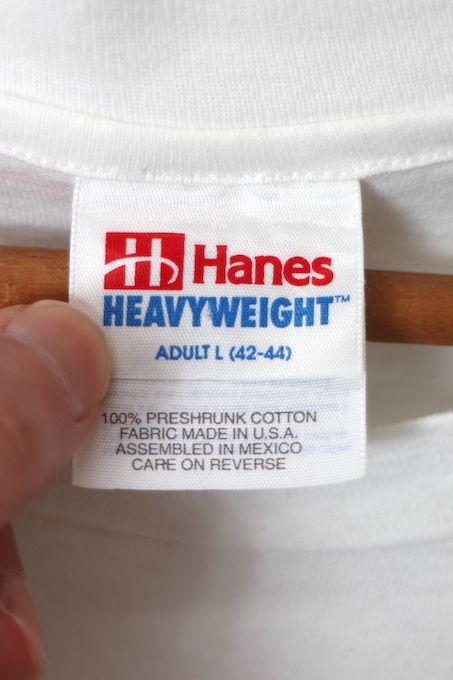 H Hanes
HEAVYWEIGHT™
ADULT L (42-44)
100% PRESHRUNK COTTON
FABRIC MADE IN U.S.A.
ASSEMBLED IN MEXICO
CARE ON REVERSE